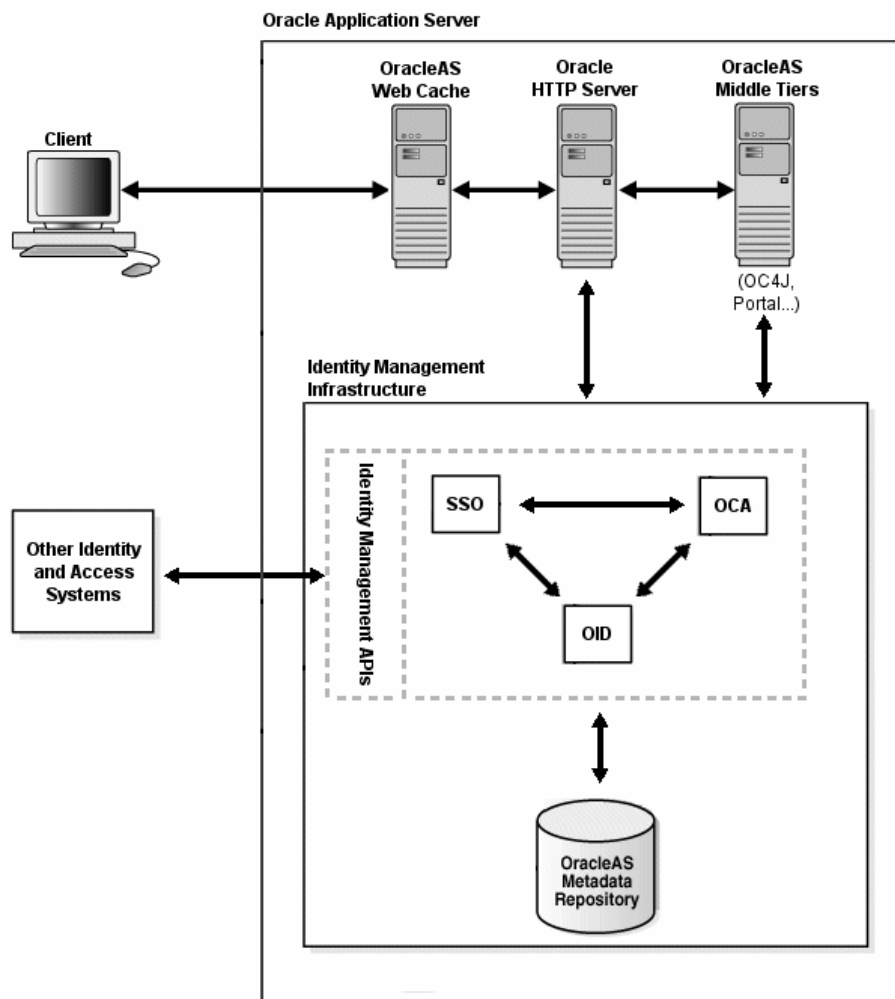 Oracle Application Server
OracleAS
Web Cache
Oracle
HTTP Server
OracleAS
Middle Tiers
Client
(OC4J,
Portal...)
Identity Management
Infrastructure
Identity Management APIs
SSO
OCA
OID
Other Identity
and Access
Systems
OracleAS
Metadata
Repository